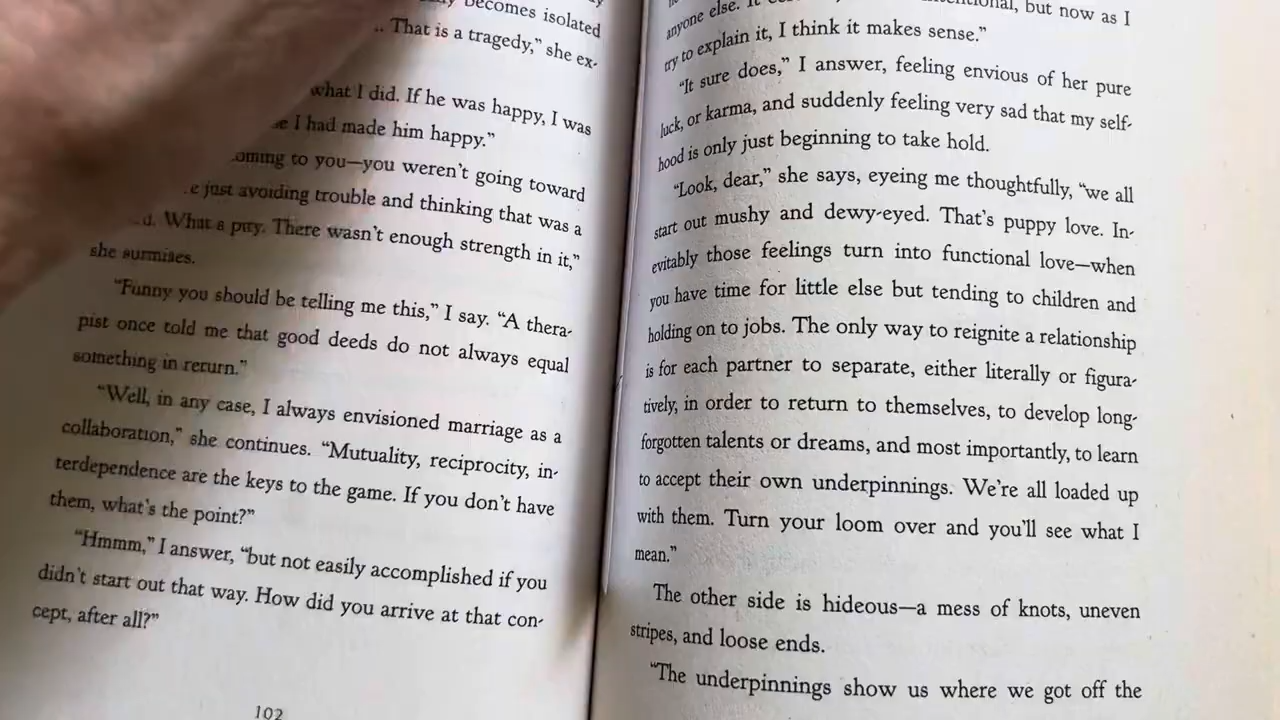 becomes isolated
That is a tragedy,” she ex-
what I did. If he was happy, I was
I had made him happy.”
to you—you weren’t going toward
just avoiding trouble and thinking that was a
What a pity. There wasn’t enough strength in it,”
she surmises.
“Funny you should be telling me this,” I say. “A thera-
pist once told me that good deeds do not always equal
something in return.”
“Well, in any case, I always envisioned marriage as a
collaboration,” she continues. “Mutuality, reciprocity, in-
terdependence are the keys to the game. If you don’t have
them, what’s the point?”
“Hmmm,” I answer, “but not easily accomplished if you
didn’t start out that way. How did you arrive at that con-
cept, after all?”
102
anyone else. but now as I
try to explain it, I think it makes sense.”
“It sure does,” I answer, feeling envious of her pure
luck, or karma, and suddenly feeling very sad that my self-
hood is only just beginning to take hold.
“Look, dear,” she says, eyeing me thoughtfully, “we all
start out mushy and dewy-eyed. That’s puppy love. In-
evitably those feelings turn into functional love—when
you have time for little else but tending to children and
holding on to jobs. The only way to reignite a relationship
is for each partner to separate, either literally or figura-
tively, in order to return to themselves, to develop long-
forgotten talents or dreams, and most importantly, to learn
to accept their own underpinnings. We’re all loaded up
with them. Turn your loom over and you’ll see what I
mean.”
The other side is hideous—a mess of knots, uneven
stripes, and loose ends.
“The underpinnings show us where we got off the